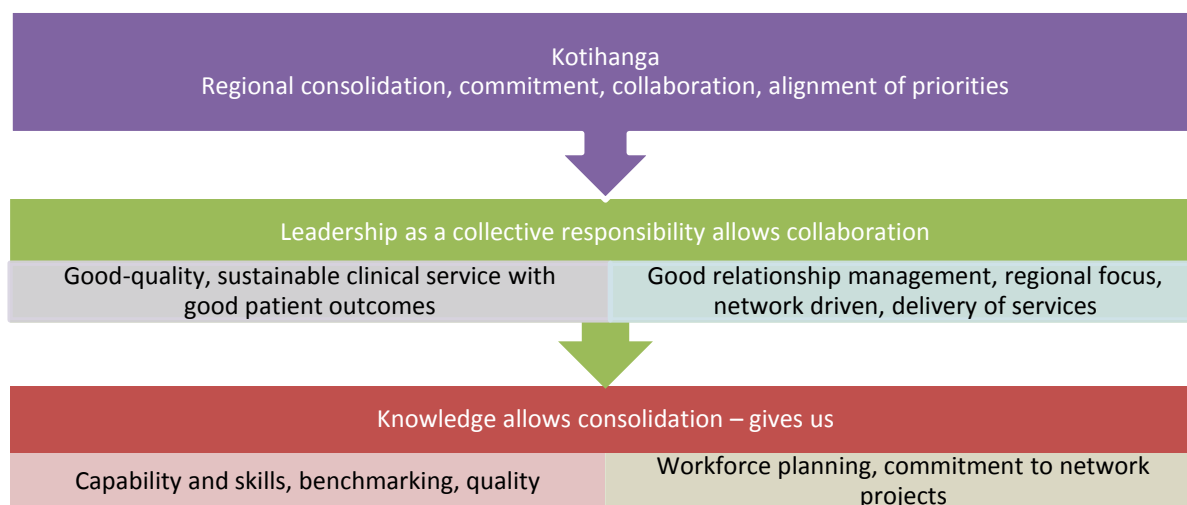 Kotihanga
Regional consolidation, commitment, collaboration, alignment of priorities
Leadership as a collective responsibility allows collaboration
Good-quality, sustainable clinical service with
good patient outcomes
Good relationship management, regional focus,
network driven, delivery of services
Knowledge allows consolidation – gives us
Capability and skills, benchmarking, quality
Workforce planning, commitment to network
projects